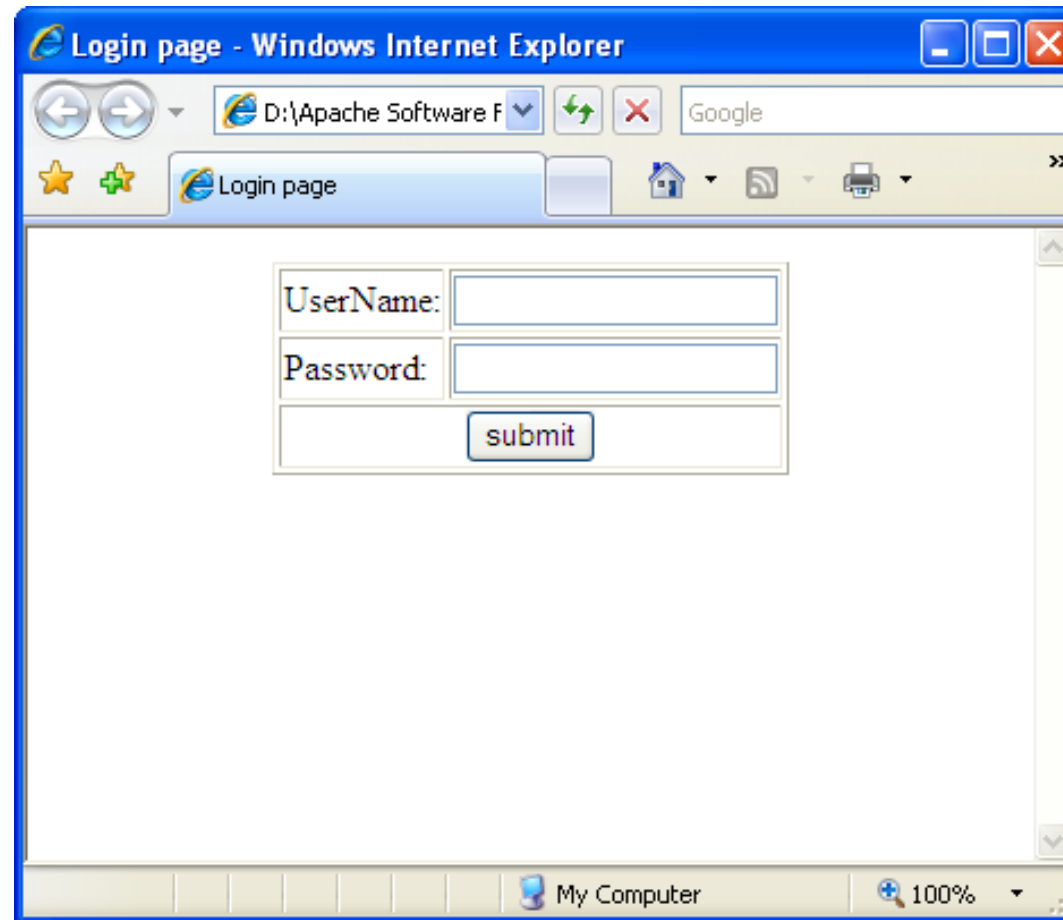 Login page - Windows Internet Explorer
D:\Apache Software F
Google
Login page
UserName:
Password:
submit
My Computer
100%